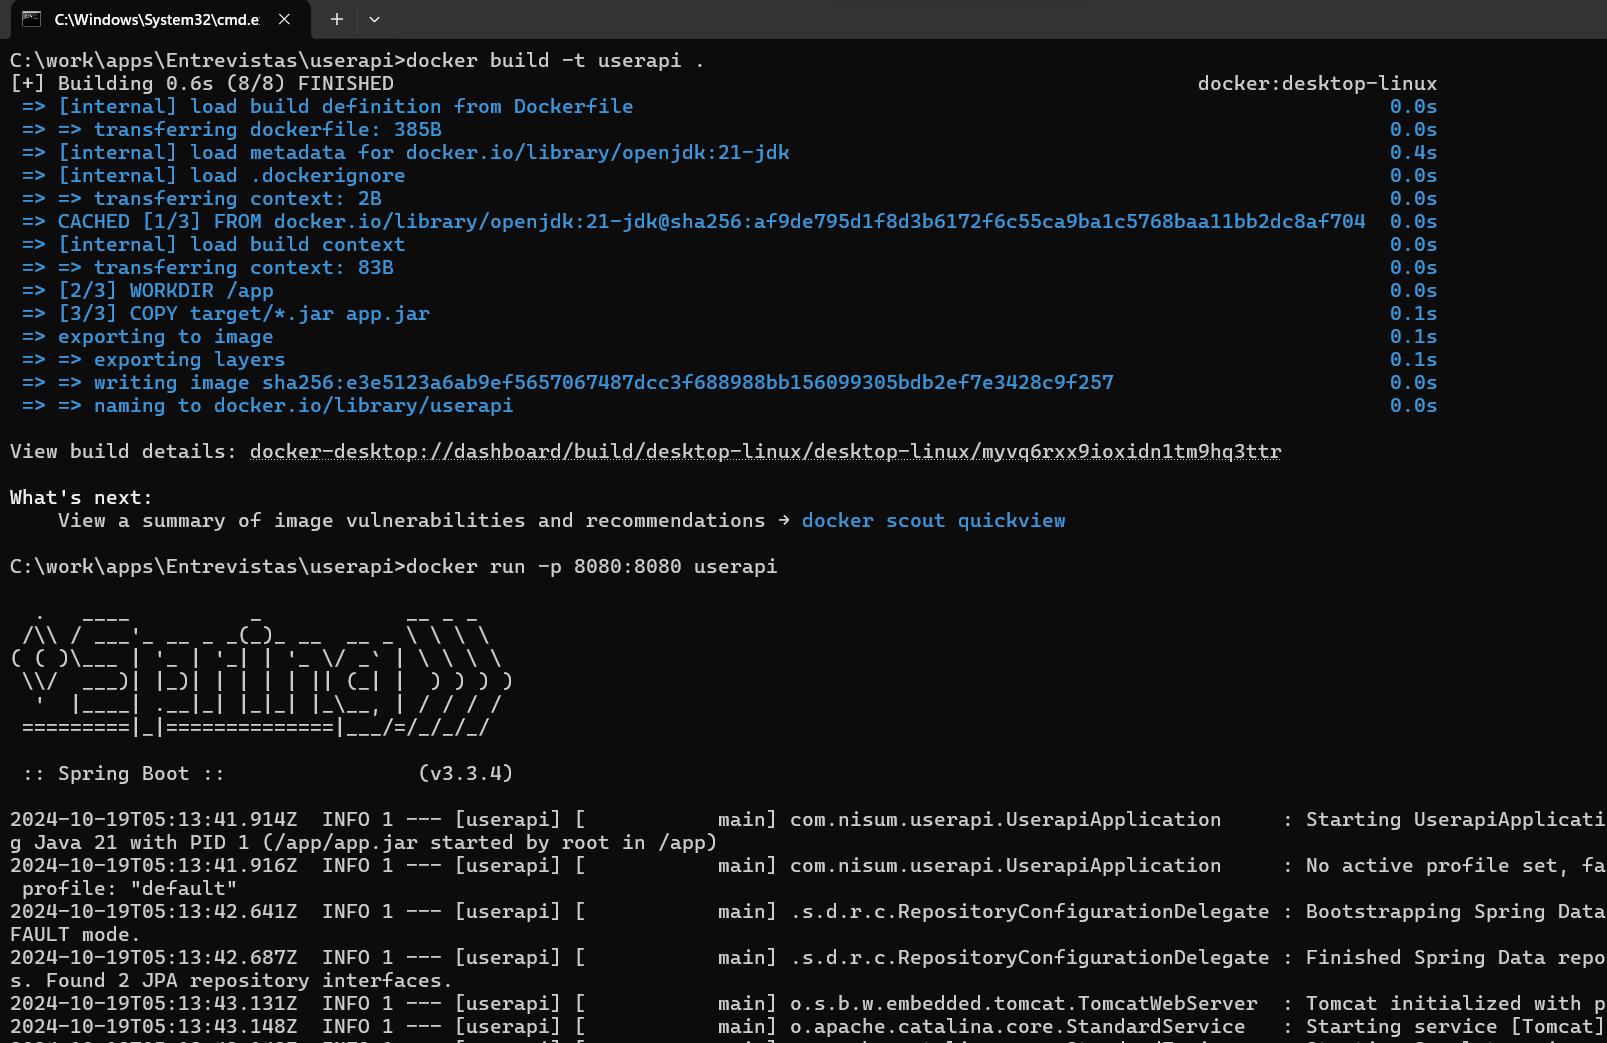 C:\Windows\System32\cmd.e
C:\work\apps\Entrevistas\userapi>docker build -t userapi .
[+] Building 0.6s (8/8) FINISHED docker:desktop-linux
=> [internal] load build definition from Dockerfile 0.0s
=> => transferring dockerfile: 385B 0.0s
=> [internal] load metadata for docker.io/library/openjdk:21-jdk 0.4s
=> [internal] load .dockerignore 0.0s
=> => transferring context: 2B 0.0s
=> CACHED [1/3] FROM docker.io/library/openjdk:21-jdk@sha256:af9de795d1f8d3b6172f6c55ca9ba1c5768baa11bb2dc8af704 0.0s
=> [internal] load build context 0.0s
=> => transferring context: 83B 0.0s
=> [2/3] WORKDIR /app 0.0s
=> [3/3] COPY target/*.jar app.jar 0.1s
=> exporting to image 0.1s
=> => exporting layers 0.1s
=> => writing image sha256:e3e5123a6ab9ef5657067487dcc3f688988bb156099305bdb2ef7e3428c9f257 0.0s
=> => naming to docker.io/library/userapi 0.0s
View build details: docker-desktop://dashboard/build/desktop-linux/desktop-linux/myvq6rxx9ioxidn1tm9hq3ttr
What's next:
View a summary of image vulnerabilities and recommendations → docker scout quickview
C:\work\apps\Entrevistas\userapi>docker run -p 8080:8080 userapi
  .   ____          _            __ _ _
 /\\ / ___'_ __ _ _(_)_ __  __ _ \ \ \ \
( ( )\___ | '_ | '_| | '_ \/ _` | \ \ \ \
 \\/  ___)| |_)| | | | | || (_| |  ) ) ) )
  '  |____| .__|_| |_|_| |_\__, | / / / /
 =========|_|==============|___/=/_/_/_/
:: Spring Boot :: (v3.3.4)
2024-10-19T05:13:41.914Z INFO 1 --- [userapi] [ main] com.nisum.userapi.UserapiApplication : Starting UserapiApplicati
g Java 21 with PID 1 (/app/app.jar started by root in /app)
2024-10-19T05:13:41.916Z INFO 1 --- [userapi] [ main] com.nisum.userapi.UserapiApplication : No active profile set, fa
profile: "default"
2024-10-19T05:13:42.641Z INFO 1 --- [userapi] [ main] .s.d.r.c.RepositoryConfigurationDelegate : Bootstrapping Spring Data
FAULT mode.
2024-10-19T05:13:42.687Z INFO 1 --- [userapi] [ main] .s.d.r.c.RepositoryConfigurationDelegate : Finished Spring Data repo
s. Found 2 JPA repository interfaces.
2024-10-19T05:13:43.131Z INFO 1 --- [userapi] [ main] o.s.b.w.embedded.tomcat.TomcatWebServer : Tomcat initialized with p
2024-10-19T05:13:43.148Z INFO 1 --- [userapi] [ main] o.apache.catalina.core.StandardService : Starting service [Tomcat]